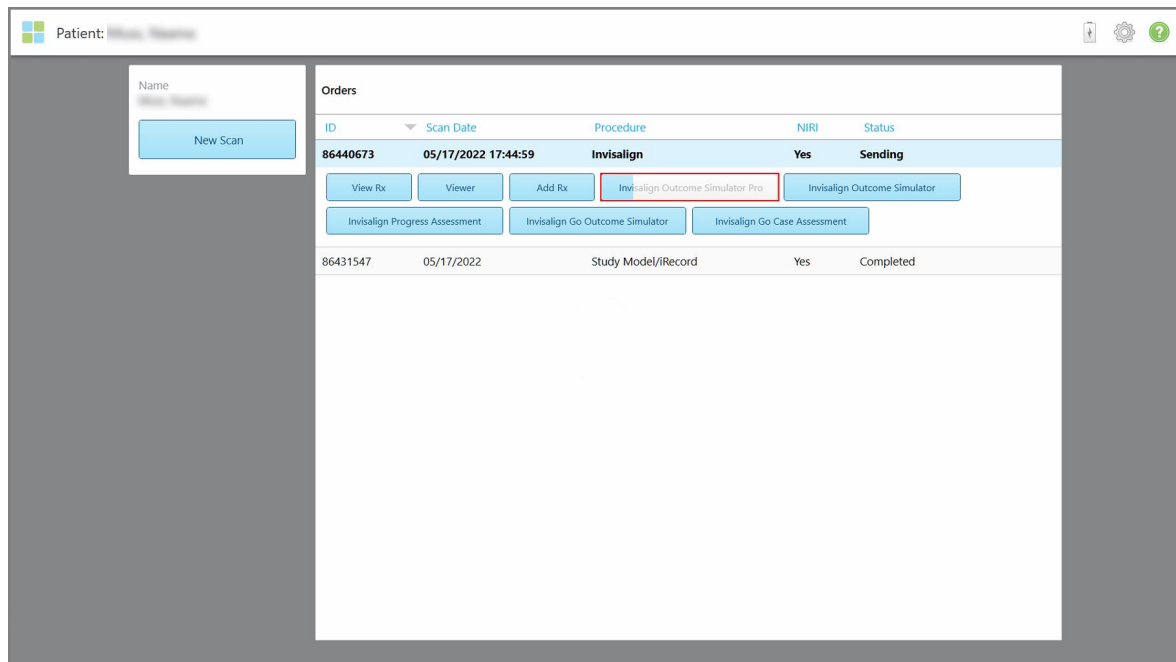 Patient:
Name
New Scan
Orders
ID Scan Date Procedure NIRI Status
86440673 05/17/2022 17:44:59 Invisalign Yes Sending
View Rx Viewer Add Rx Invisalign Outcome Simulator Pro Invisalign Outcome Simulator
Invisalign Progress Assessment Invisalign Go Outcome Simulator Invisalign Go Case Assessment
86431547 05/17/2022 Study Model/iRecord Yes Completed
?